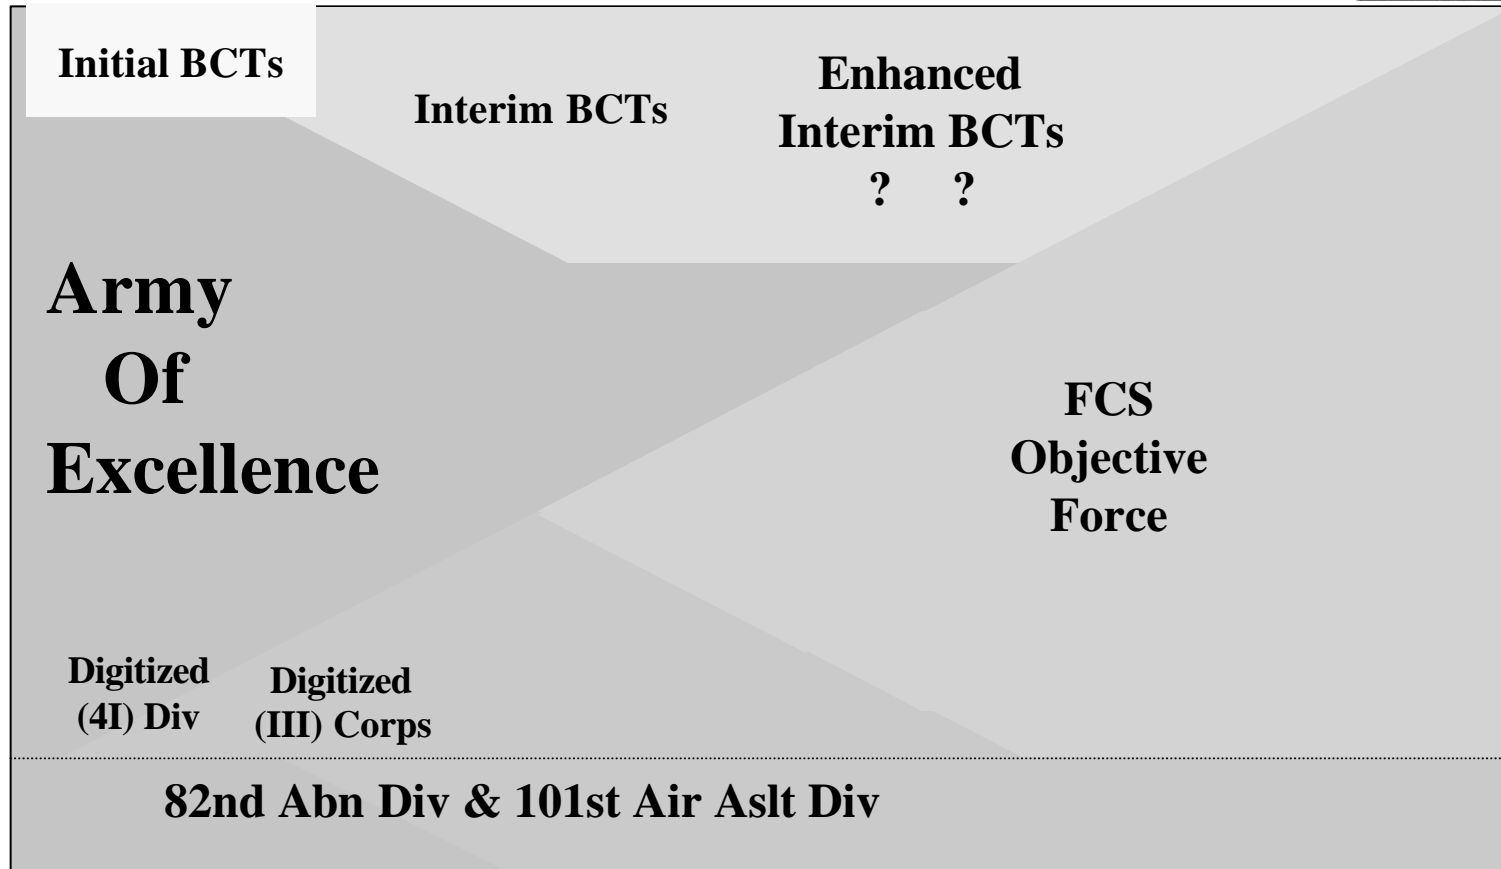 Initial BCTs
Interim BCTs
Enhanced
Interim BCTs
? ?
Army
Of
Excellence
FCS
Objective
Force
Digitized
(4I) Div
Digitized
(III) Corps
82nd Abn Div & 101st Air Aslt Div